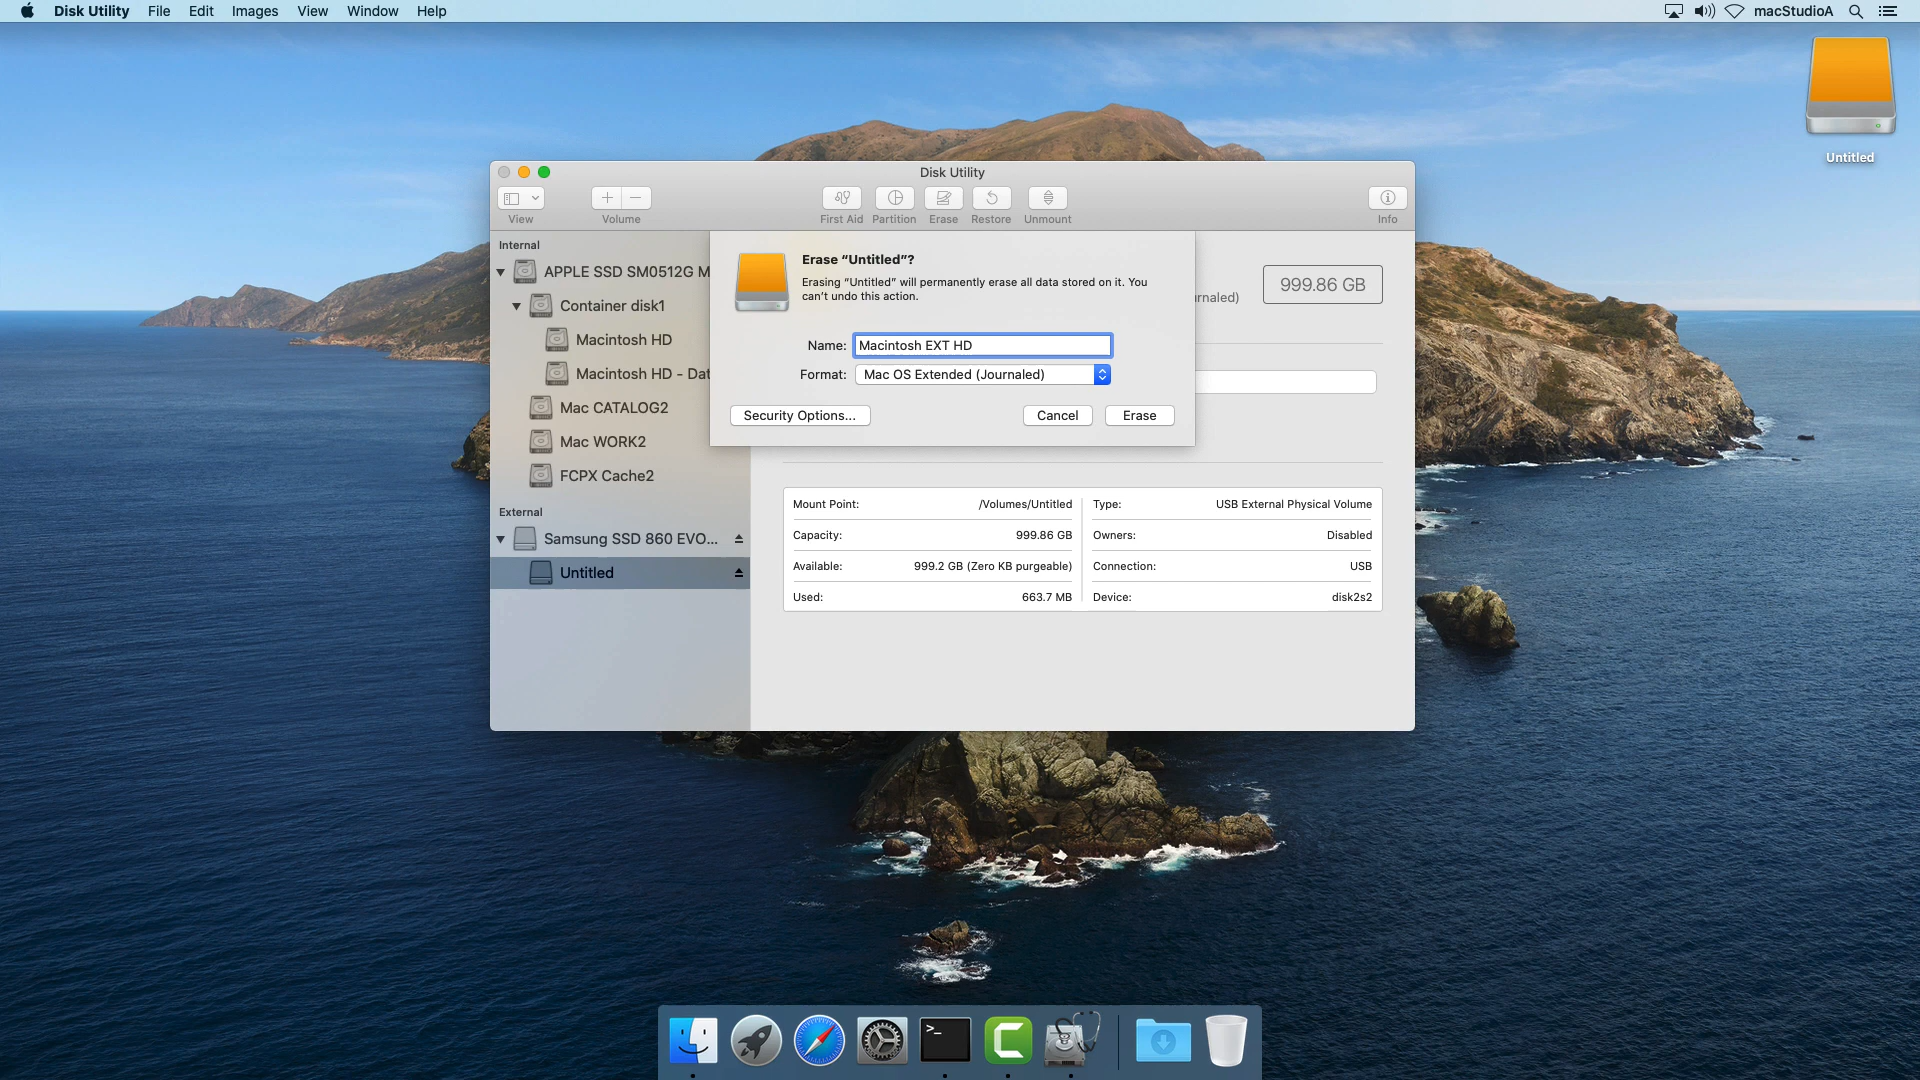 Disk Utility File Edit Images View Window Help macStudioA
Untitled
Disk Utility
View Volume First Aid Partition Erase Restore Unmount Info
Internal
APPLE SSD SM0512G M
Container disk1
Macintosh HD
Macintosh HD - Dat
Mac CATALOG2
Mac WORK2
FCPX Cache2
External
Samsung SSD 860 EVO...
Untitled
Erase “Untitled”?
Erasing “Untitled” will permanently erase all data stored on it. You
can’t undo this action.
Name: Macintosh EXT HD
Format: Mac OS Extended (Journaled)
Security Options... Cancel Erase
rnaled)
999.86 GB
Mount Point: /Volumes/Untitled
Capacity: 999.86 GB
Available: 999.2 GB (Zero KB purgeable)
Used: 663.7 MB
Type: USB External Physical Volume
Owners: Disabled
Connection: USB
Device: disk2s2
>_